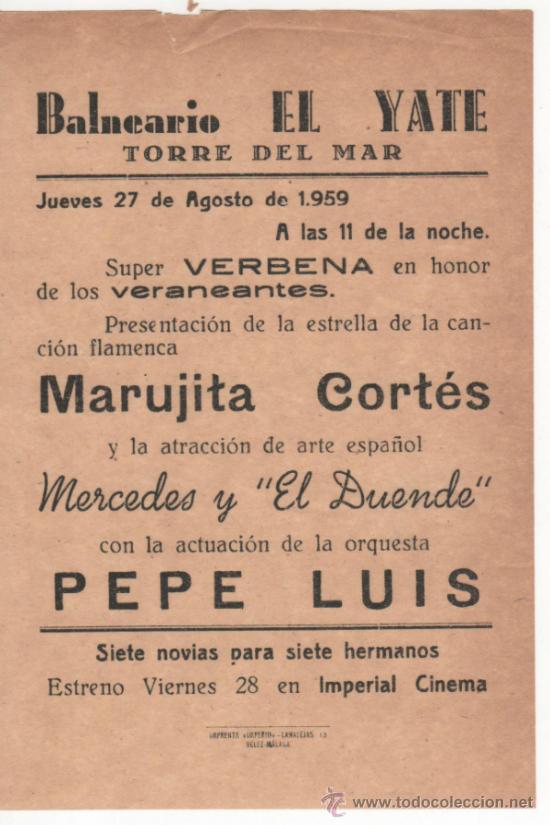 Balneario EL YATE
TORRE DEL MAR
Jueves 27 de Agosto de 1.959
A las 11 de la noche.
Super VERBENA en honor
de los veraneantes.
Presentación de la estrella de la can-
ción flamenca
Marujita Cortés
y la atracción de arte español
Mercedes y "El Duende"
con la actuación de la orquesta
PEPE LUIS
Siete novias para siete hermanos
Estreno Viernes 28 en Imperial Cinema
IMPRENTA -CANALEJAS 13
VELEZ-MALAGA
www.todocoleccion.net